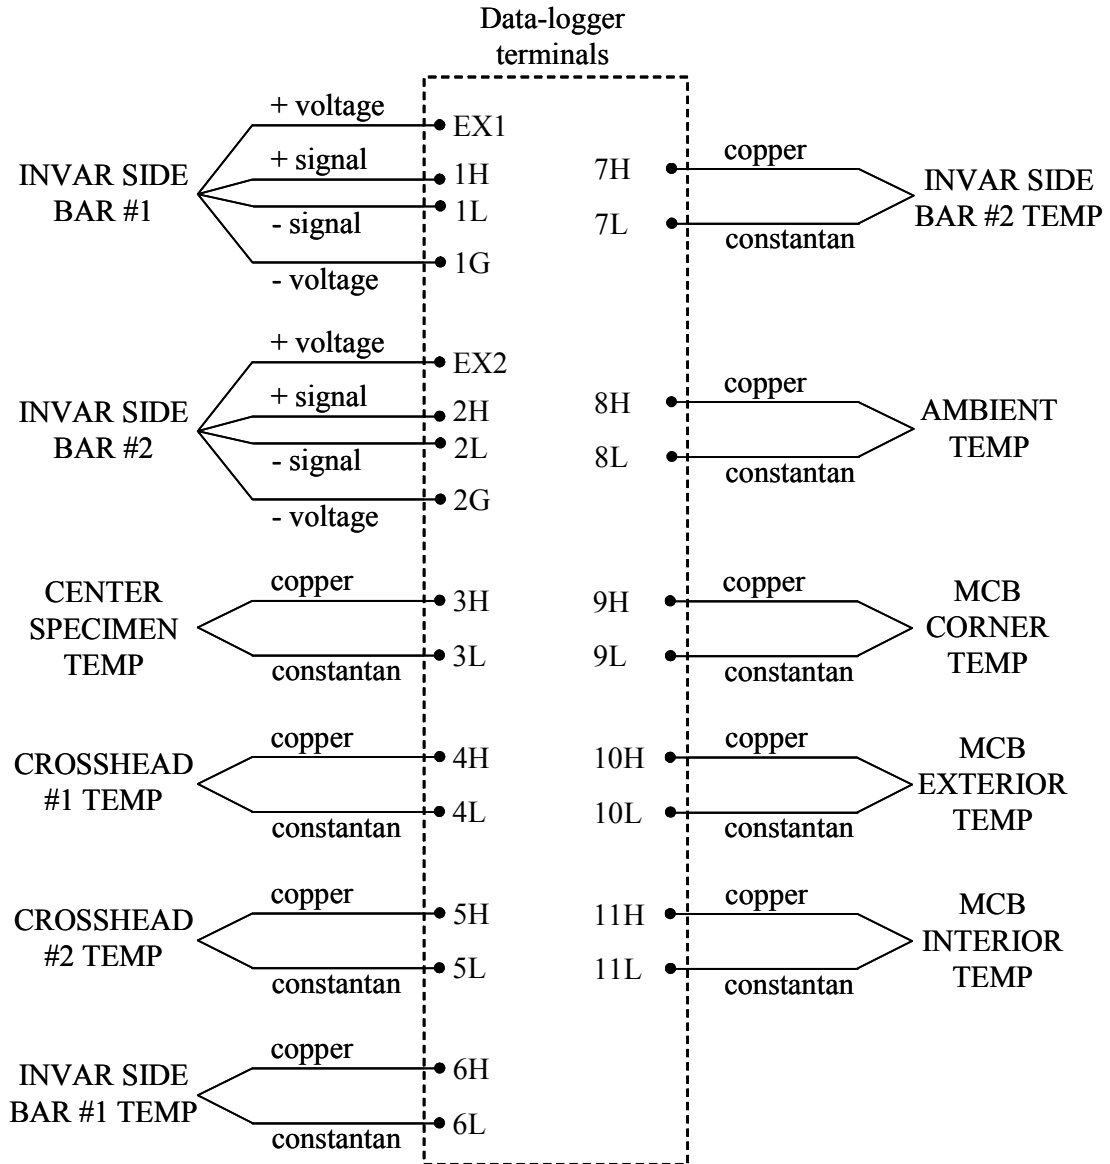 Data-logger
terminals
+ voltage
EX1
+ signal
1H
INVAR SIDE
BAR #1
1L
- signal
1G
- voltage
+ voltage
EX2
+ signal
2H
INVAR SIDE
BAR #2
2L
- signal
2G
- voltage
CENTER
SPECIMEN
TEMP
copper
3H
3L
constantan
CROSSHEAD
#1 TEMP
copper
4H
4L
constantan
CROSSHEAD
#2 TEMP
copper
5H
5L
constantan
INVAR SIDE
BAR #1 TEMP
copper
6H
6L
constantan
7H
copper
7L
constantan
INVAR SIDE
BAR #2 TEMP
8H
copper
8L
constantan
AMBIENT
TEMP
9H
copper
9L
constantan
MCB
CORNER
TEMP
10H
copper
10L
constantan
MCB
EXTERIOR
TEMP
11H
copper
11L
constantan
MCB
INTERIOR
TEMP